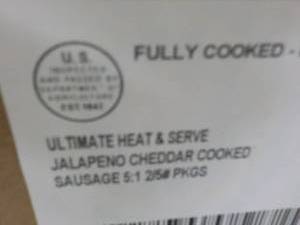 FULLY COOKED -
U.S.
INSPECTED
AND PASSED BY
DEPARTMENT OF
AGRICULTURE
EST.
ULTIMATE HEAT & SERVE
JALAPENO CHEDDAR COOKED
SAUSAGE 5:1 2/5# PKGS